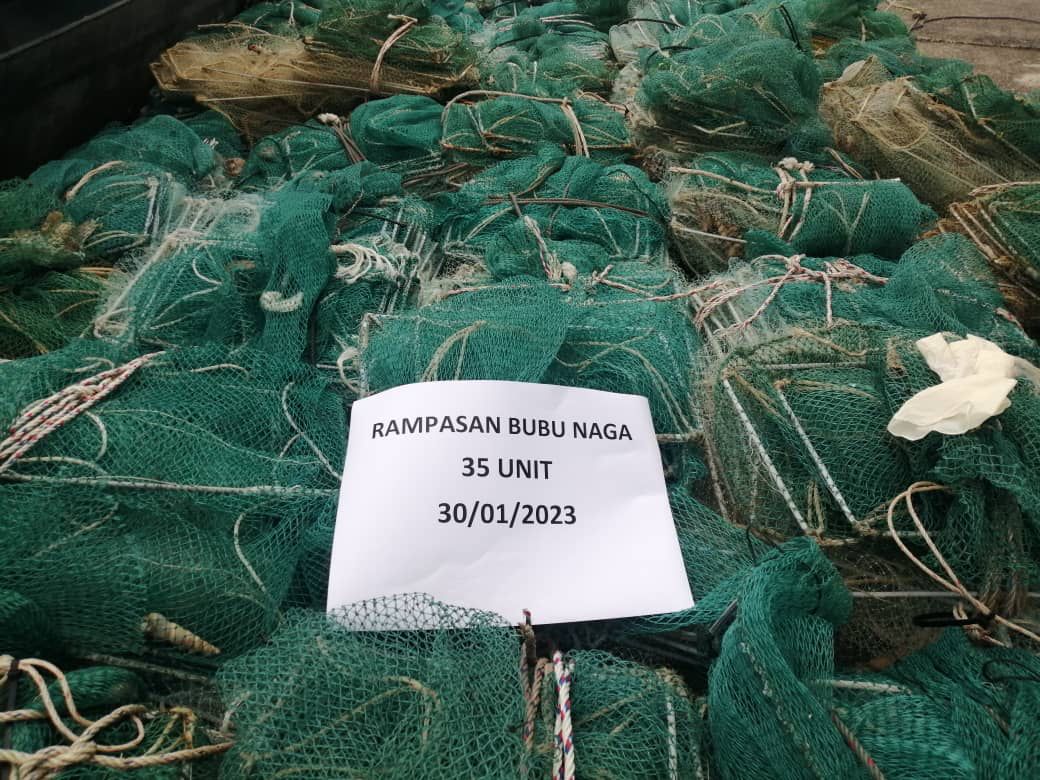 RAMPASAN BUBU NAGA
35 UNIT
30/01/2023